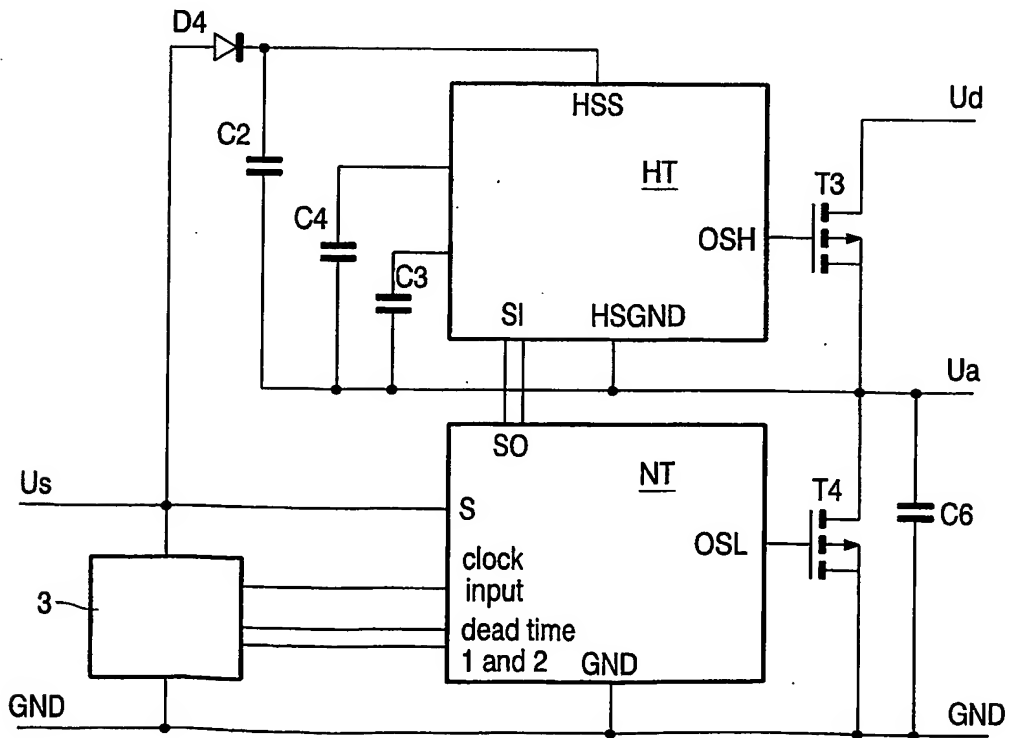 D4
HSS
Ud
C2
HT
T3
C4
OSH
C3
SI
HSGND
Ua
SO
Us
NT
T4
S
C6
OSL
clock
input
3
dead time
1 and 2
GND
GND
GND